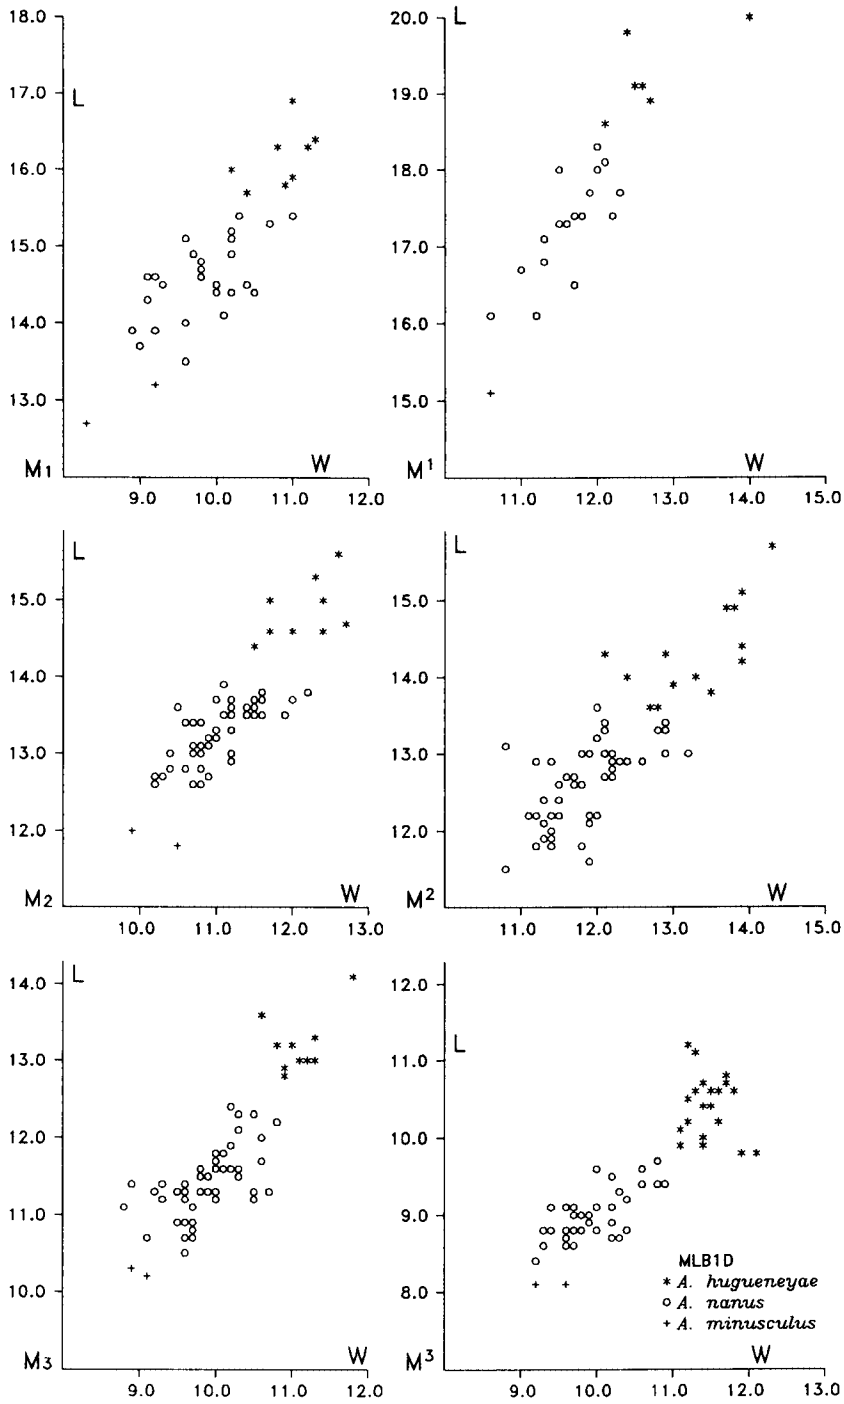 18.0
17.0
16.0
15.0
14.0
13.0
L
M1
W
9.0 10.0 11.0 12.0
20.0
19.0
18.0
17.0
16.0
15.0
L
M¹
W
11.0 12.0 13.0 14.0 15.0
15.0
14.0
13.0
12.0
L
M2
W
10.0 11.0 12.0 13.0
15.0
14.0
13.0
12.0
L
M²
W
11.0 12.0 13.0 14.0 15.0
14.0
13.0
12.0
11.0
10.0
L
M3
W
9.0 10.0 11.0 12.0
12.0
11.0
10.0
9.0
8.0
L
MLB1D
* A. hugueneyae
o A. nanus
+ A. minusculus
M³
W
9.0 10.0 11.0 12.0 13.0